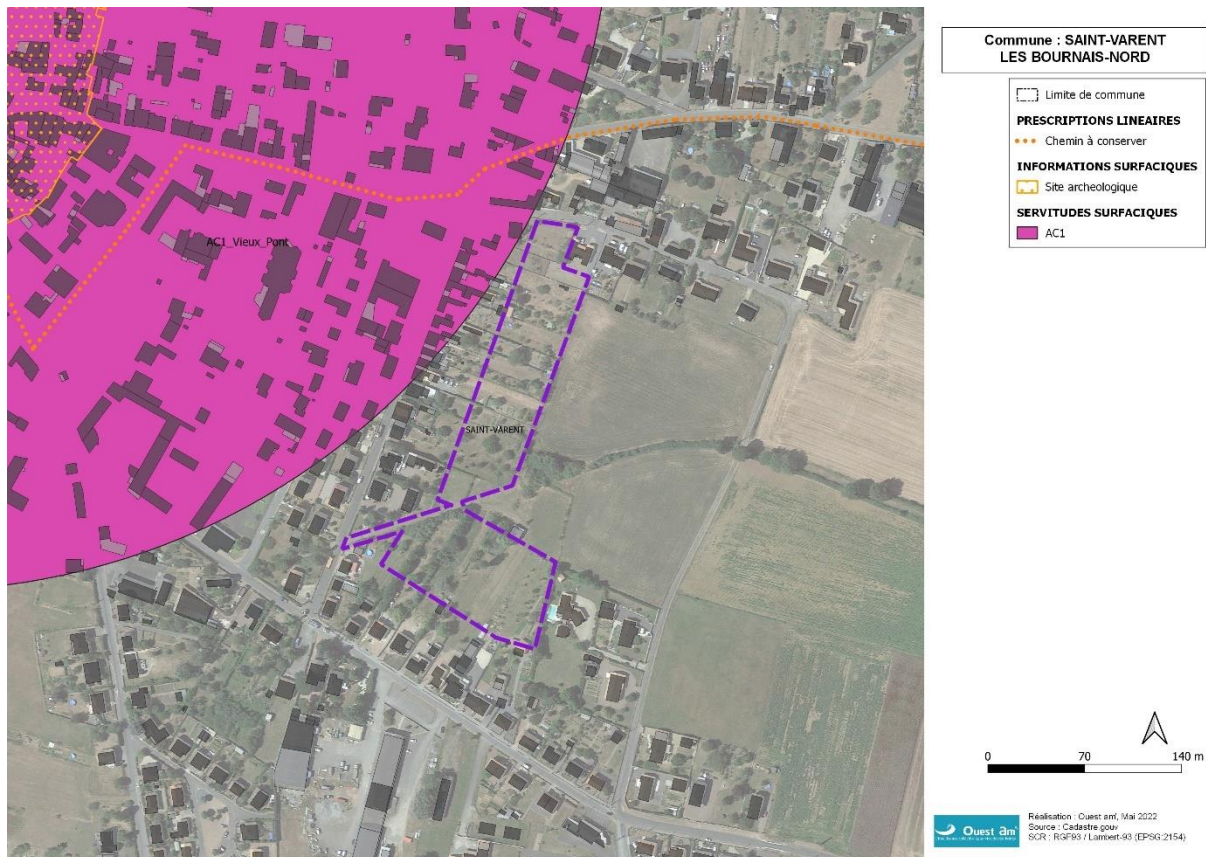 Commune : SAINT-VARENT
LES BOURNAIS-NORD
Limite de commune
PRESCRIPTIONS LINEAIRES
Chemin à conserver
INFORMATIONS SURFACIQUES
Site archeologique
SERVITUDES SURFACIQUES
AC1
AC1_Vieux_Pont
SAINT-VARENT
0 70 140 m
Ouest am'
Réalisation : Ouest am', Mai 2022
Source : Cadastre.gouv
SCR : RGF93 / Lambert-93 (EPSG:2154)